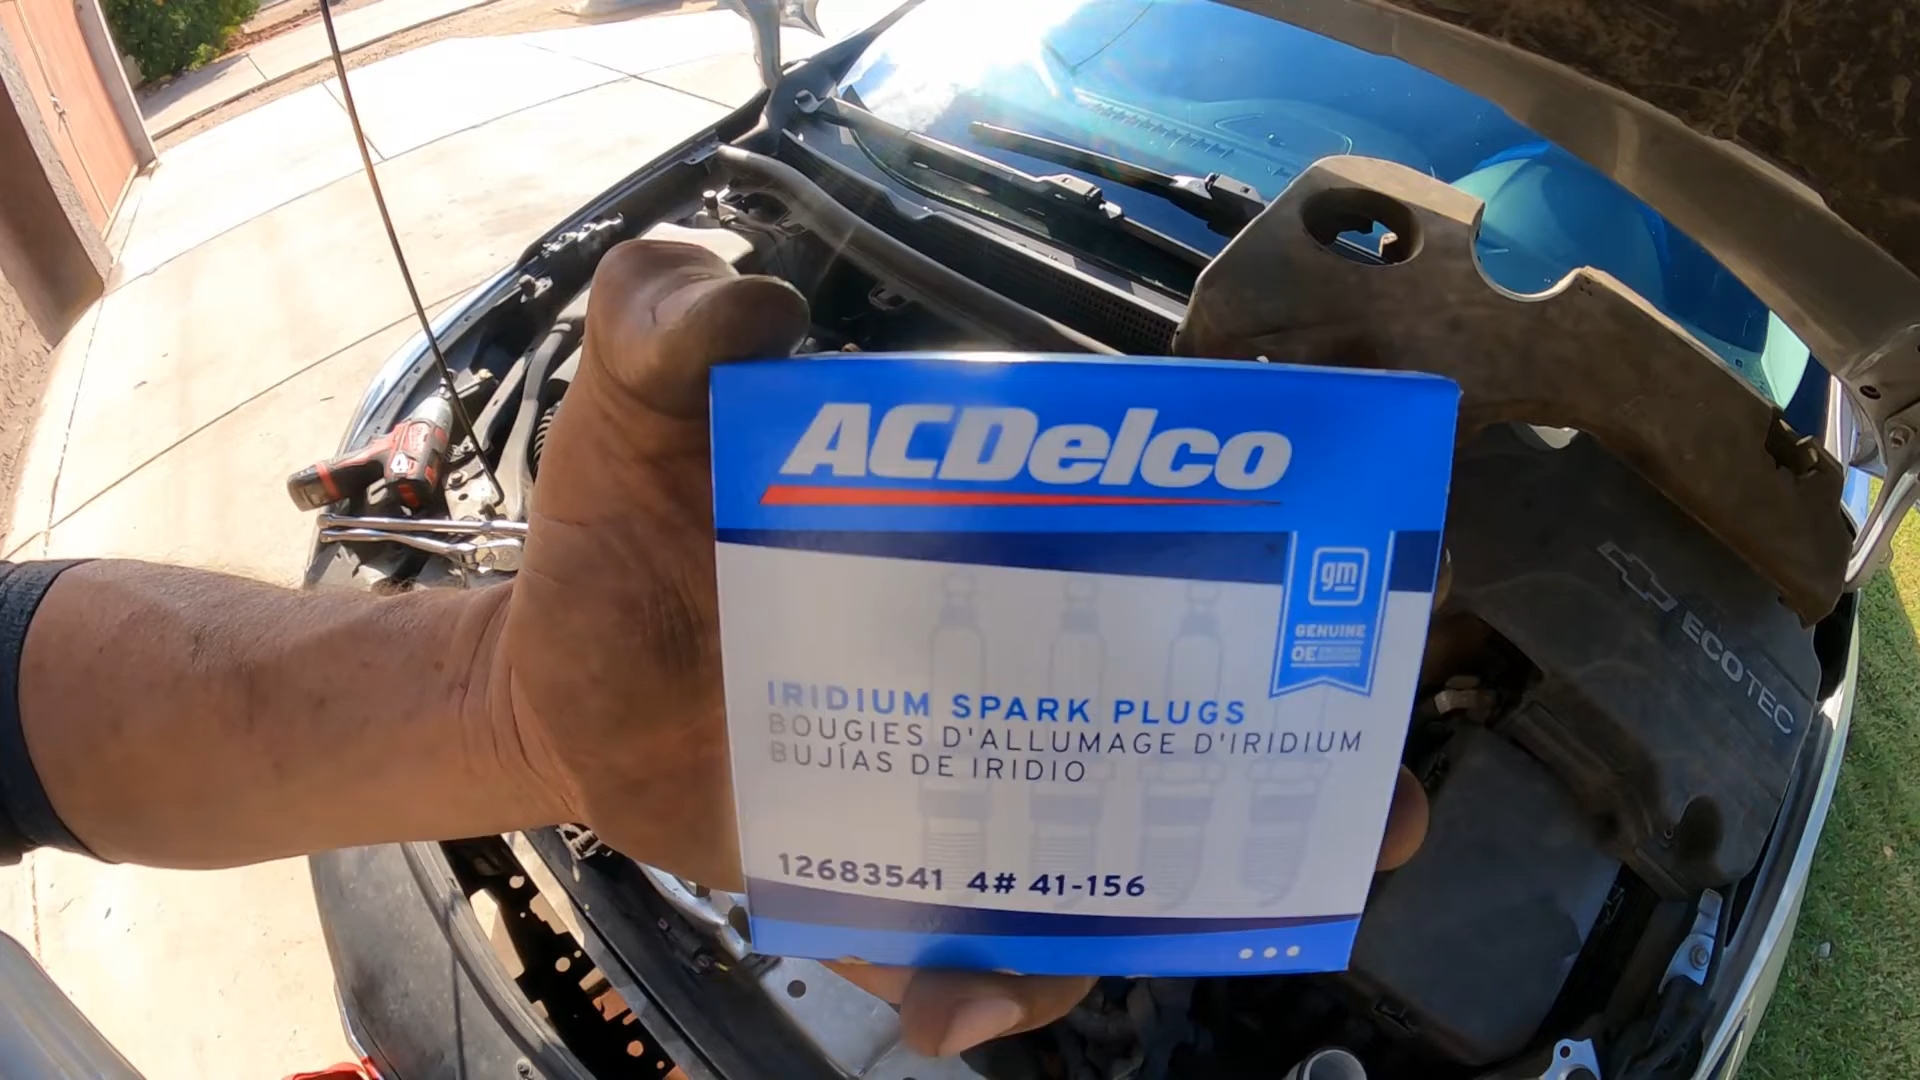 ACDelco
gm
GENUINE
OE
IRIDIUM SPARK PLUGS
BOUGIES D'ALLUMAGE D'IRIDIUM
BUJÍAS DE IRIDIO
12683541 4# 41-156
ECOTEC